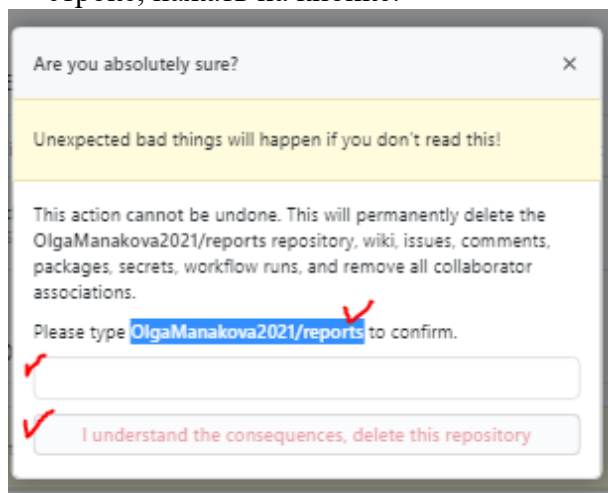 Are you absolutely sure? ×
Unexpected bad things will happen if you don't read this!
This action cannot be undone. This will permanently delete the
OlgaManakova2021/reports repository, wiki, issues, comments,
packages, secrets, workflow runs, and remove all collaborator
associations.
Please type OlgaManakova2021/reports to confirm.
I understand the consequences, delete this repository